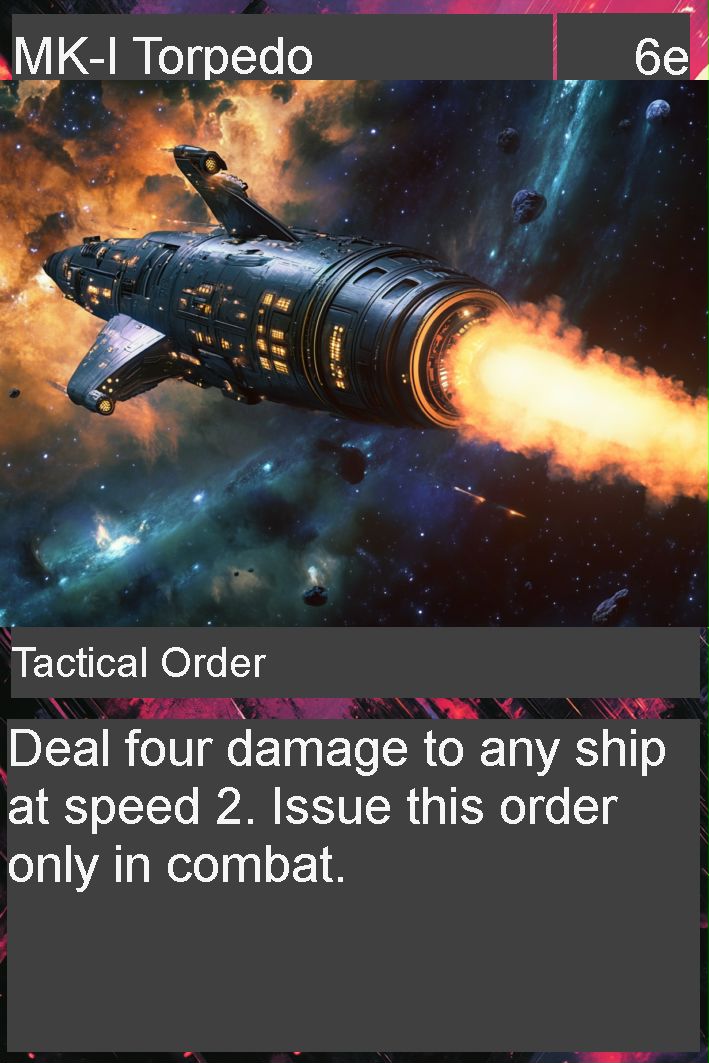 MK-I Torpedo 6e
Tactical Order
Deal four damage to any ship
at speed 2. Issue this order
only in combat.